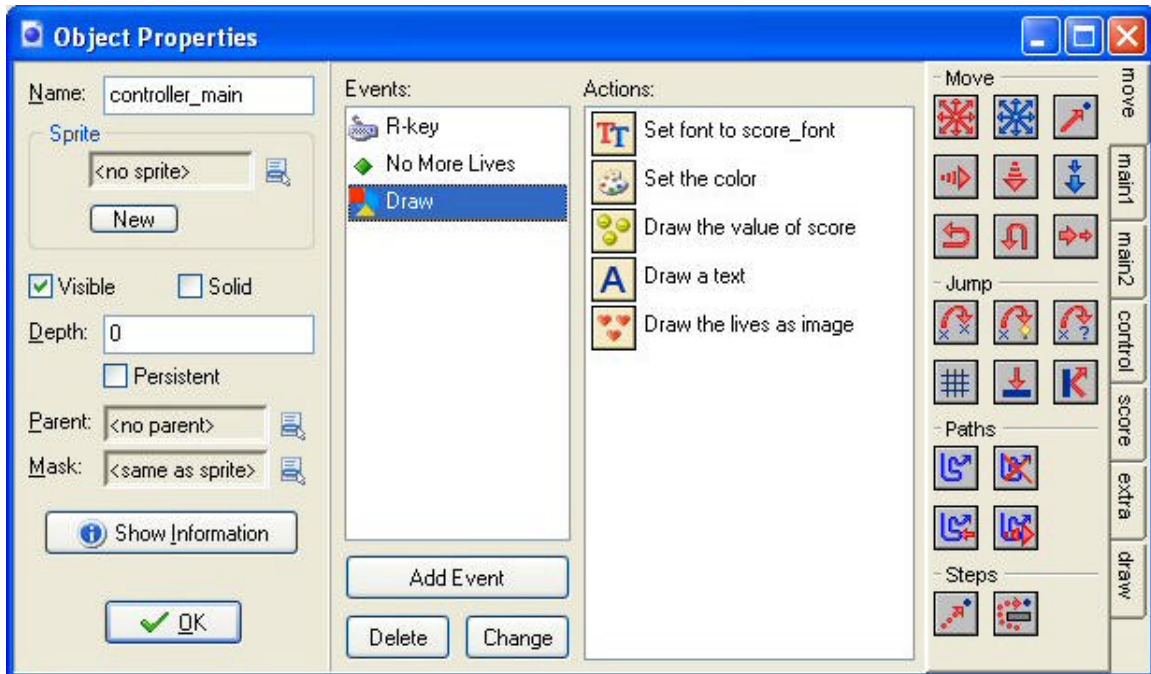 Object Properties
Name: controller_main
Sprite
<no sprite>
New
Visible
Solid
Depth: 0
Persistent
Parent: <no parent>
Mask: <same as sprite>
Show Information
OK
Events:
R-key
No More Lives
Draw
Add Event
Delete
Change
Actions:
Set font to score_font
Set the color
Draw the value of score
Draw a text
Draw the lives as image
Move
Jump
Paths
Steps
move
main1
main2
control
score
extra
draw